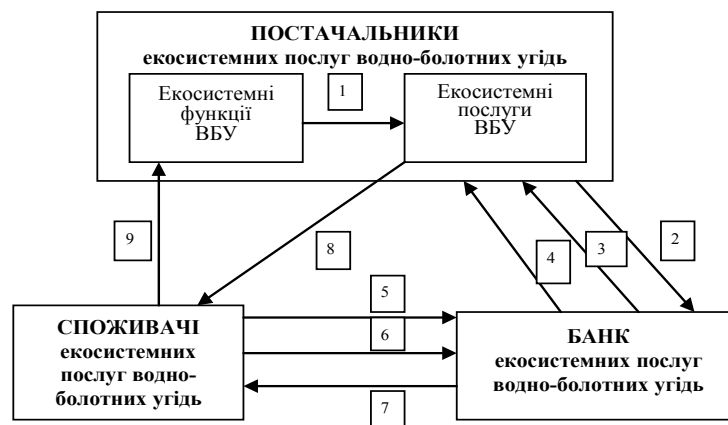 ПОСТАЧАЛЬНИКИ
екосистемних послуг водно-болотних угідь
Екосистемні
функції
ВБУ
1
Екосистемні
послуги
ВБУ
9
8
4
3
2
СПОЖИВАЧІ
екосистемних
послуг водно-
болотних угідь
5
6
7
БАНК
екосистемних послуг
водно-болотних угідь